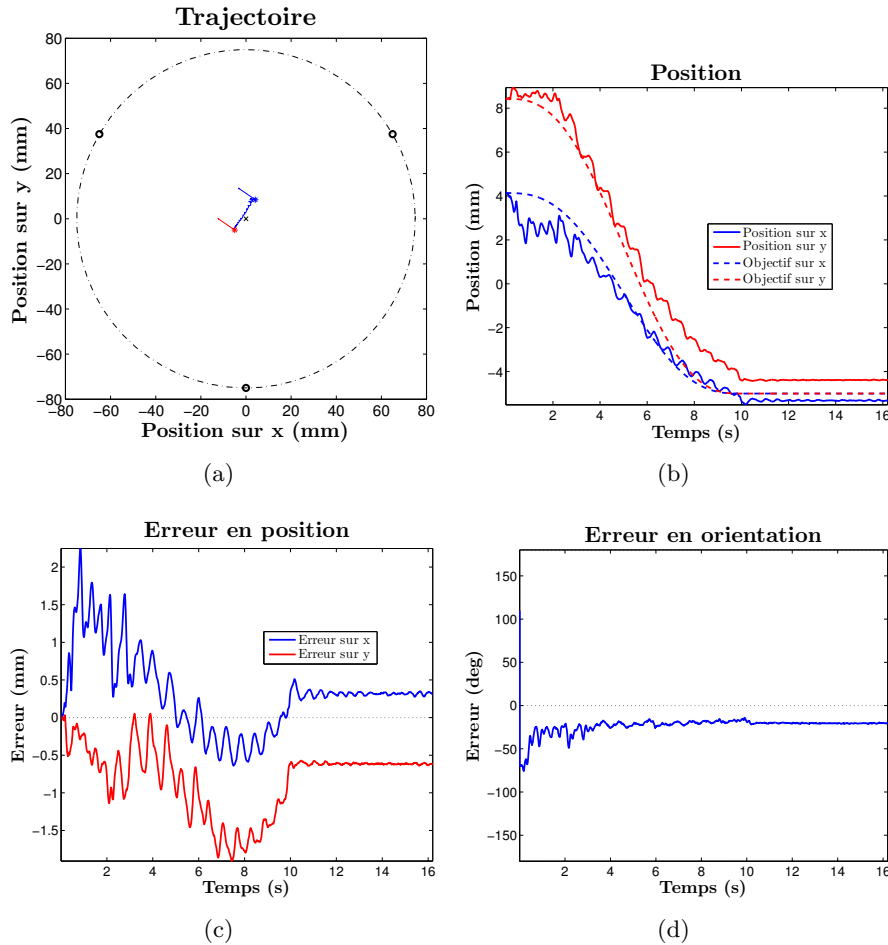 Trajectoire
Position sur y (mm)
80
60
40
20
0
−20
−40
−60
−80
−80 −60 −40 −20 0 20 40 60 80
Position sur x (mm)
(a)
Position
Position (mm)
8
6
4
2
0
−2
−4
Position sur x
Position sur y
Objectif sur x
Objectif sur y
2 4 6 8 10 12 14 16
Temps (s)
(b)
Erreur en position
Erreur (mm)
2
1.5
1
0.5
0
−0.5
−1
−1.5
Erreur sur x
Erreur sur y
2 4 6 8 10 12 14 16
Temps (s)
(c)
Erreur en orientation
Erreur (deg)
150
100
50
0
−50
−100
−150
2 4 6 8 10 12 14 16
Temps (s)
(d)